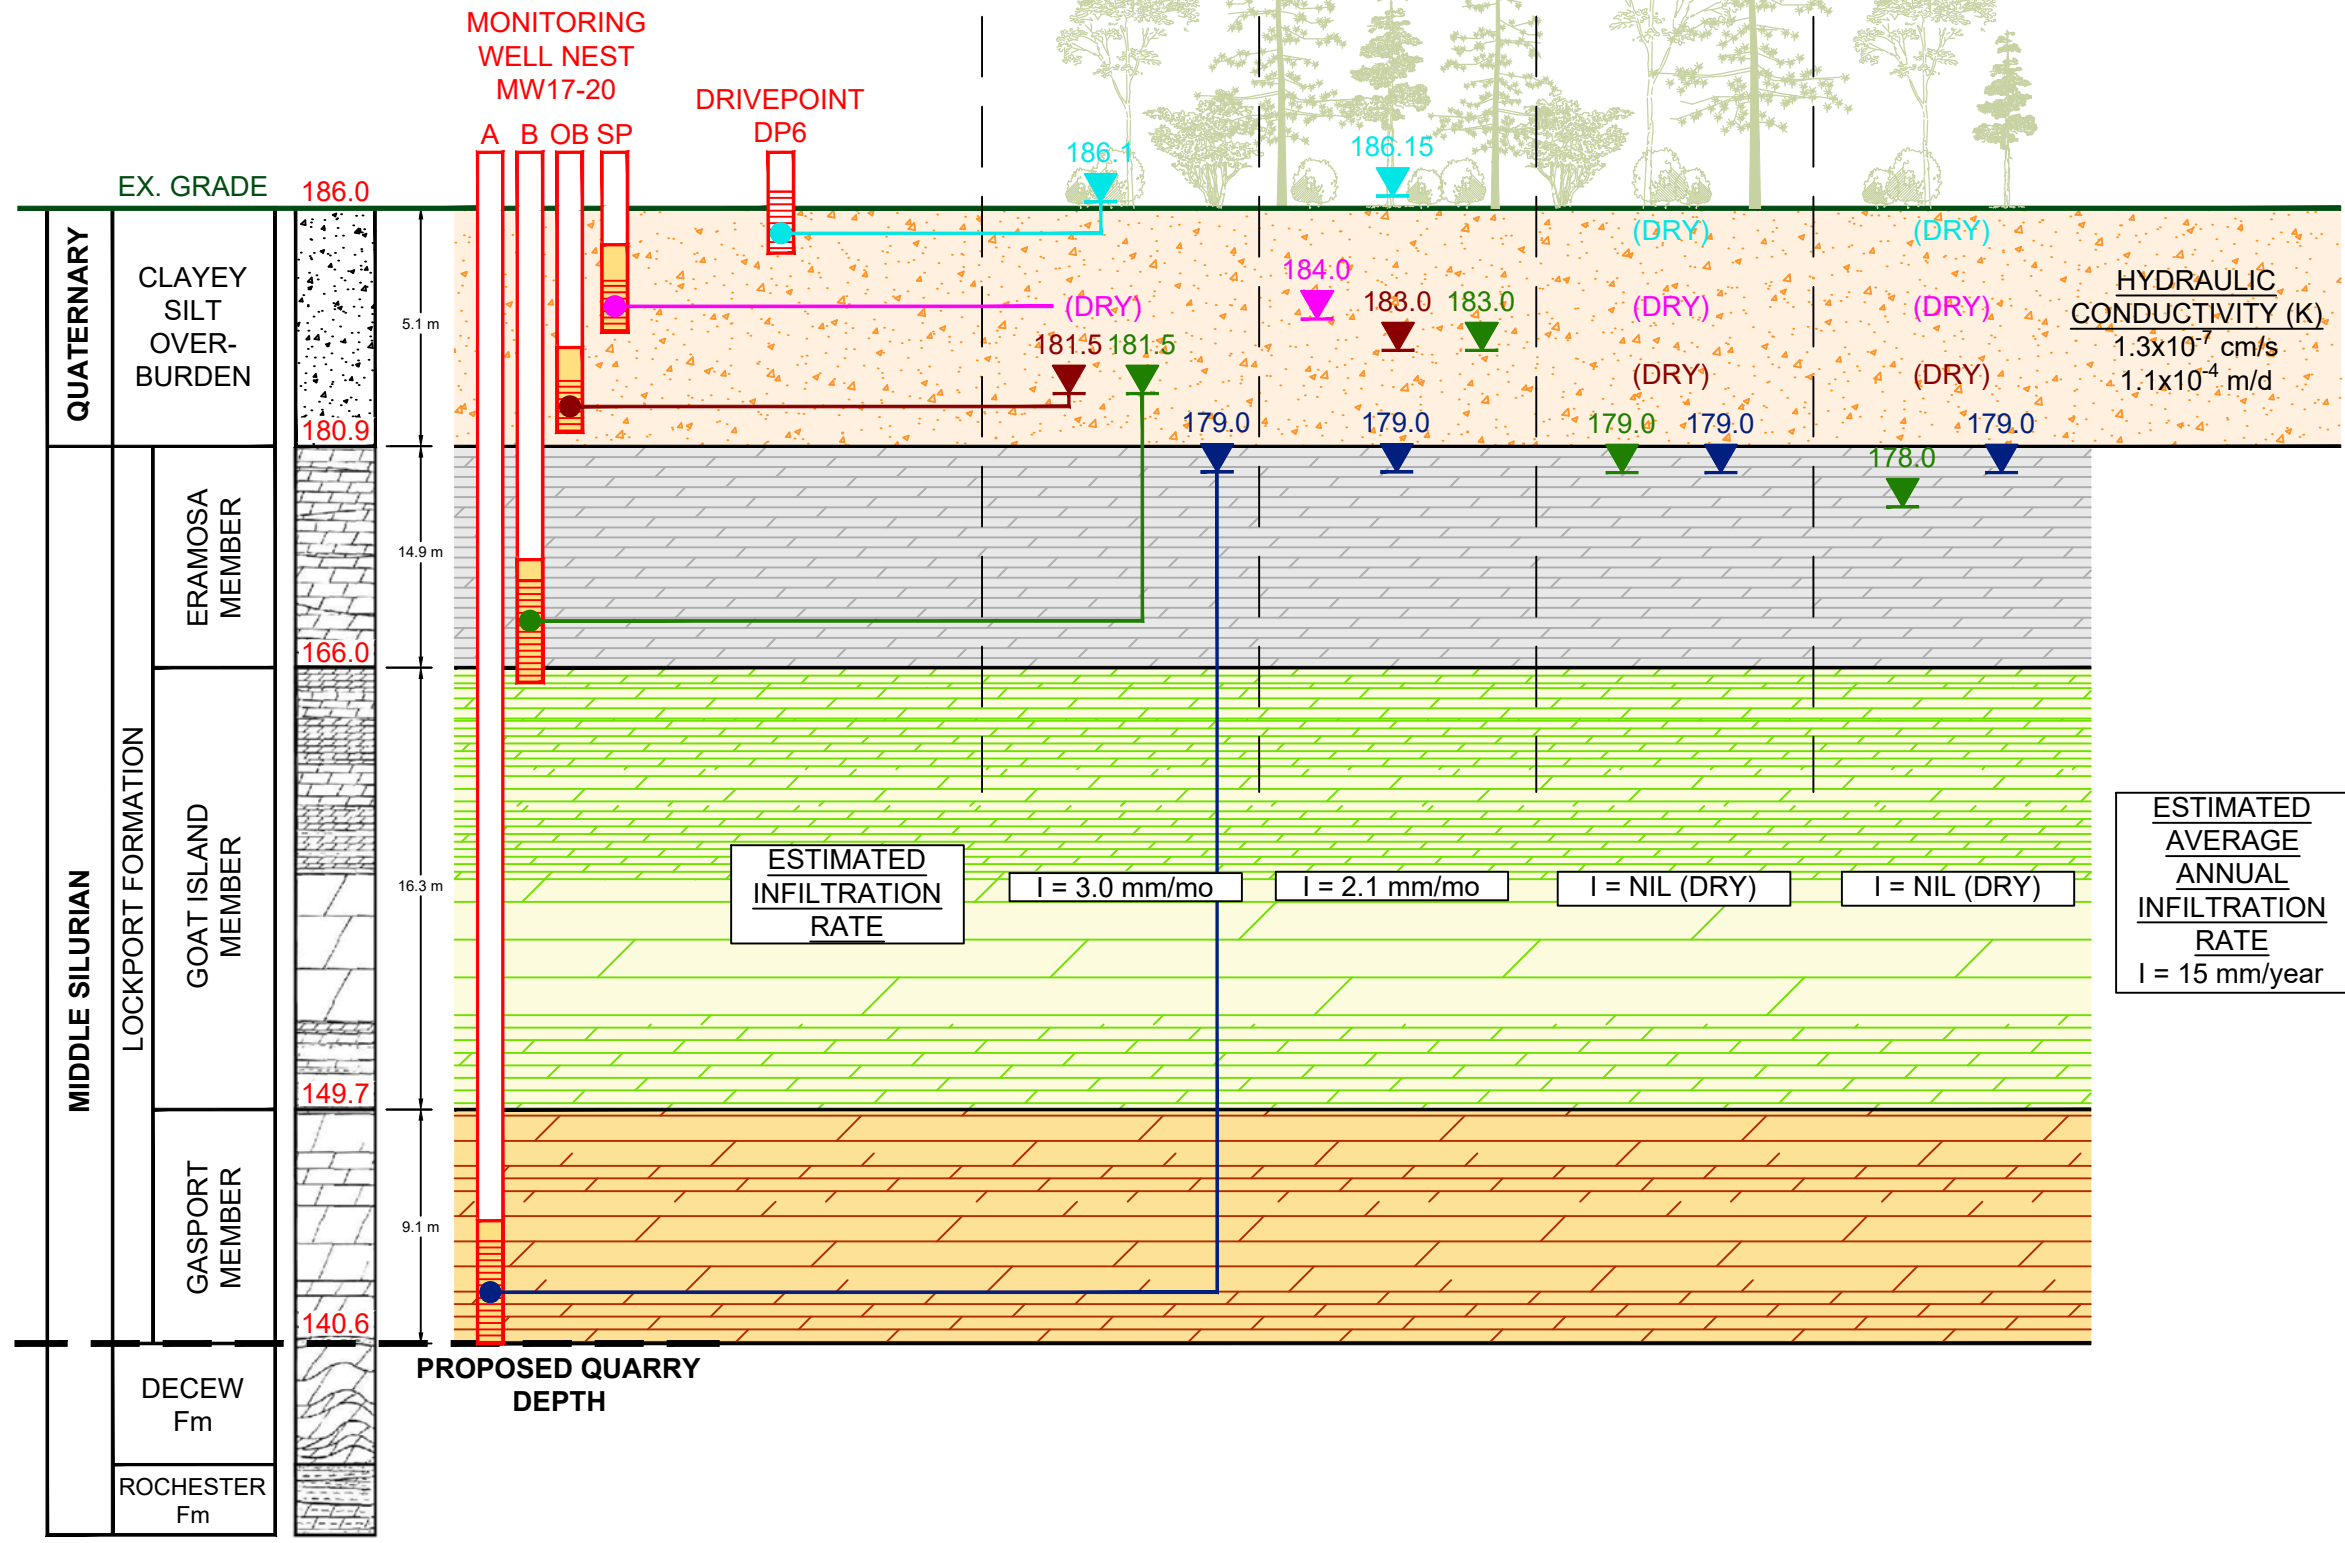 MONITORING
WELL NEST
MW17-20
A B OB SP
DRIVEPOINT
DP6
EX. GRADE
186.0
QUATERNARY
CLAYEY
SILT
OVER-
BURDEN
5.1 m
180.9
186.1
186.15
(DRY)
(DRY)
(DRY)
184.0
(DRY)
(DRY)
181.5
181.5
183.0
183.0
(DRY)
(DRY)
179.0
179.0
179.0
179.0
178.0
179.0
HYDRAULIC
CONDUCTIVITY (K)
1.3x10⁻⁷ cm/s
1.1x10⁻⁴ m/d
MIDDLE SILURIAN
LOCKPORT FORMATION
ERAMOSA
MEMBER
14.9 m
166.0
GOAT ISLAND
MEMBER
16.3 m
149.7
GASPORT
MEMBER
9.1 m
140.6
ESTIMATED
INFILTRATION
RATE
I = 3.0 mm/mo
I = 2.1 mm/mo
I = NIL (DRY)
I = NIL (DRY)
ESTIMATED
AVERAGE
ANNUAL
INFILTRATION
RATE
I = 15 mm/year
PROPOSED QUARRY
DEPTH
DECEW
Fm
ROCHESTER
Fm